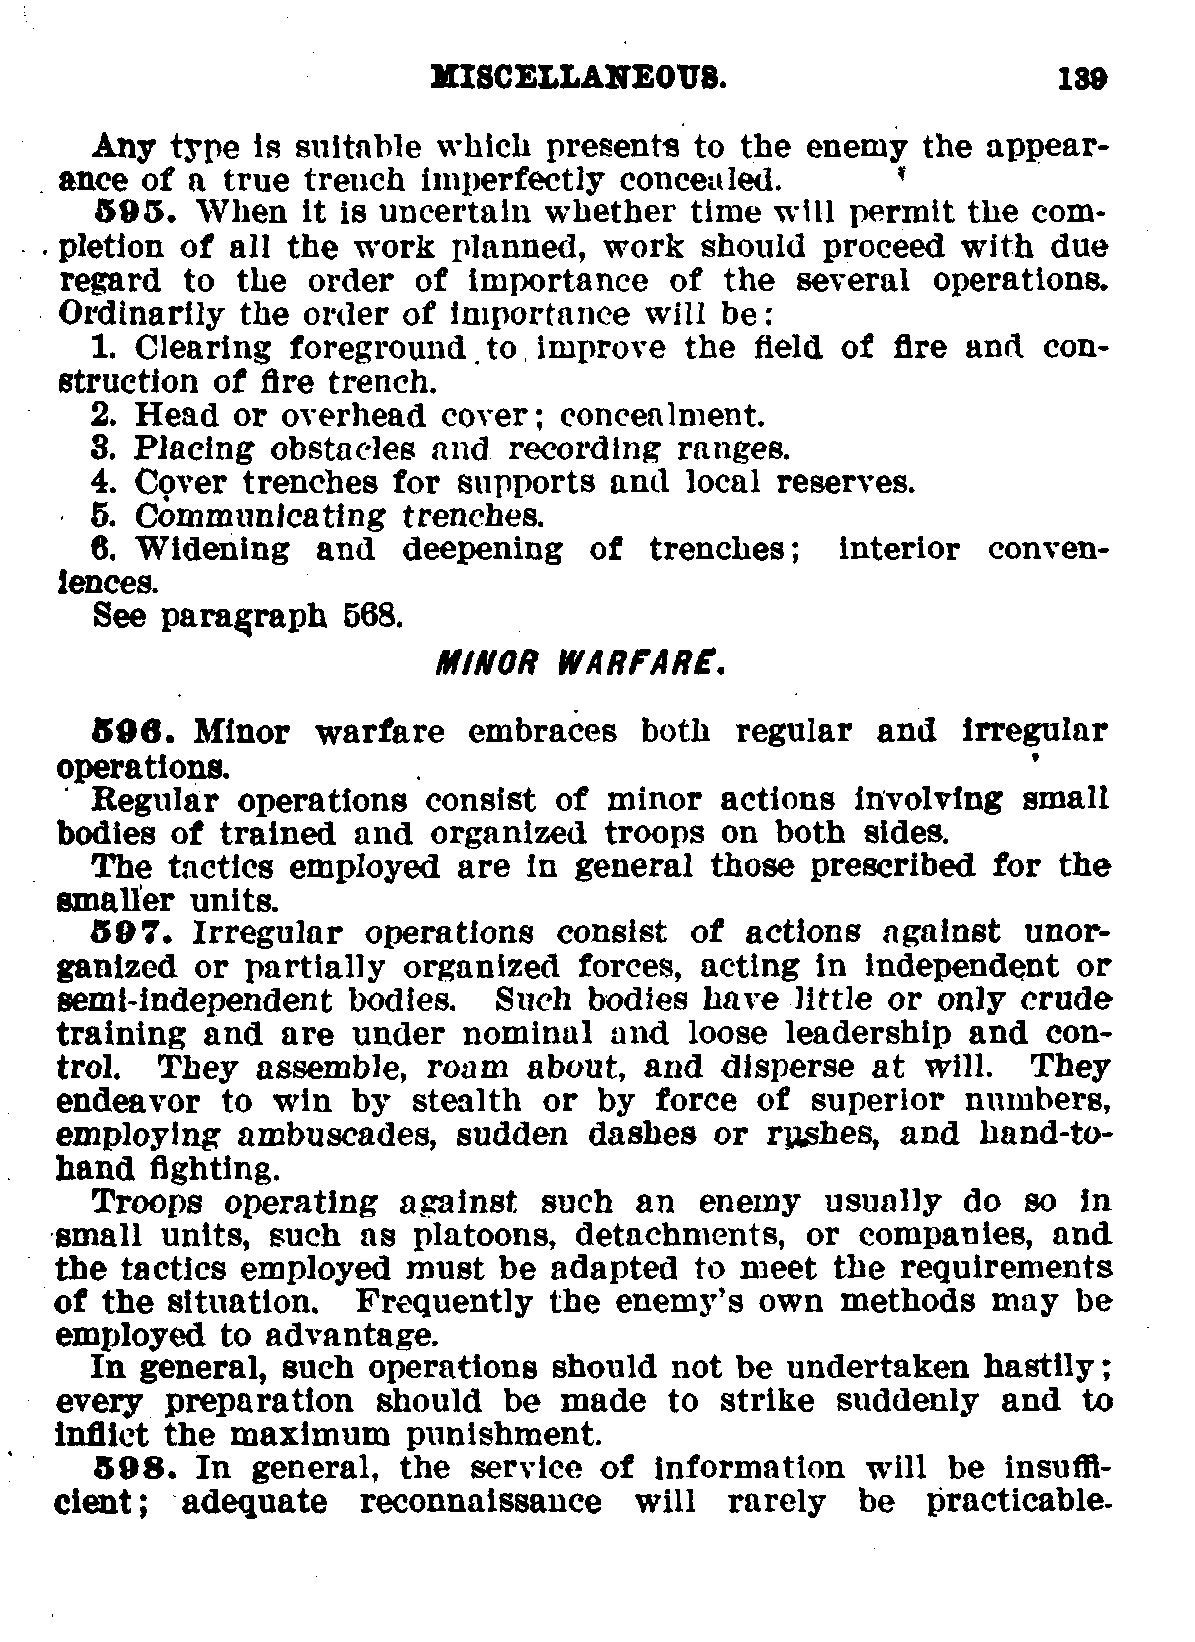 MISCELLANEOUS. 139
Any type is suitable which presents to the enemy the appear-
ance of a true trench imperfectly concealed.
595. When it is uncertain whether time will permit the com-
pletion of all the work planned, work should proceed with due
regard to the order of importance of the several operations.
Ordinarily the order of importance will be:
1. Clearing foreground to improve the field of fire and con-
struction of fire trench.
2. Head or overhead cover; concealment.
3. Placing obstacles and recording ranges.
4. Cover trenches for supports and local reserves.
5. Communicating trenches.
6. Widening and deepening of trenches; interior conven-
iences.
See paragraph 568.
MINOR WARFARE.
596. Minor warfare embraces both regular and irregular
operations.
Regular operations consist of minor actions involving small
bodies of trained and organized troops on both sides.
The tactics employed are in general those prescribed for the
smaller units.
597. Irregular operations consist of actions against unor-
ganized or partially organized forces, acting in independent or
semi-independent bodies. Such bodies have little or only crude
training and are under nominal and loose leadership and con-
trol. They assemble, roam about, and disperse at will. They
endeavor to win by stealth or by force of superior numbers,
employing ambuscades, sudden dashes or rushes, and hand-to-
hand fighting.
Troops operating against such an enemy usually do so in
small units, such as platoons, detachments, or companies, and
the tactics employed must be adapted to meet the requirements
of the situation. Frequently the enemy's own methods may be
employed to advantage.
In general, such operations should not be undertaken hastily;
every preparation should be made to strike suddenly and to
inflict the maximum punishment.
598. In general, the service of information will be insuffi-
cient; adequate reconnaissance will rarely be practicable.